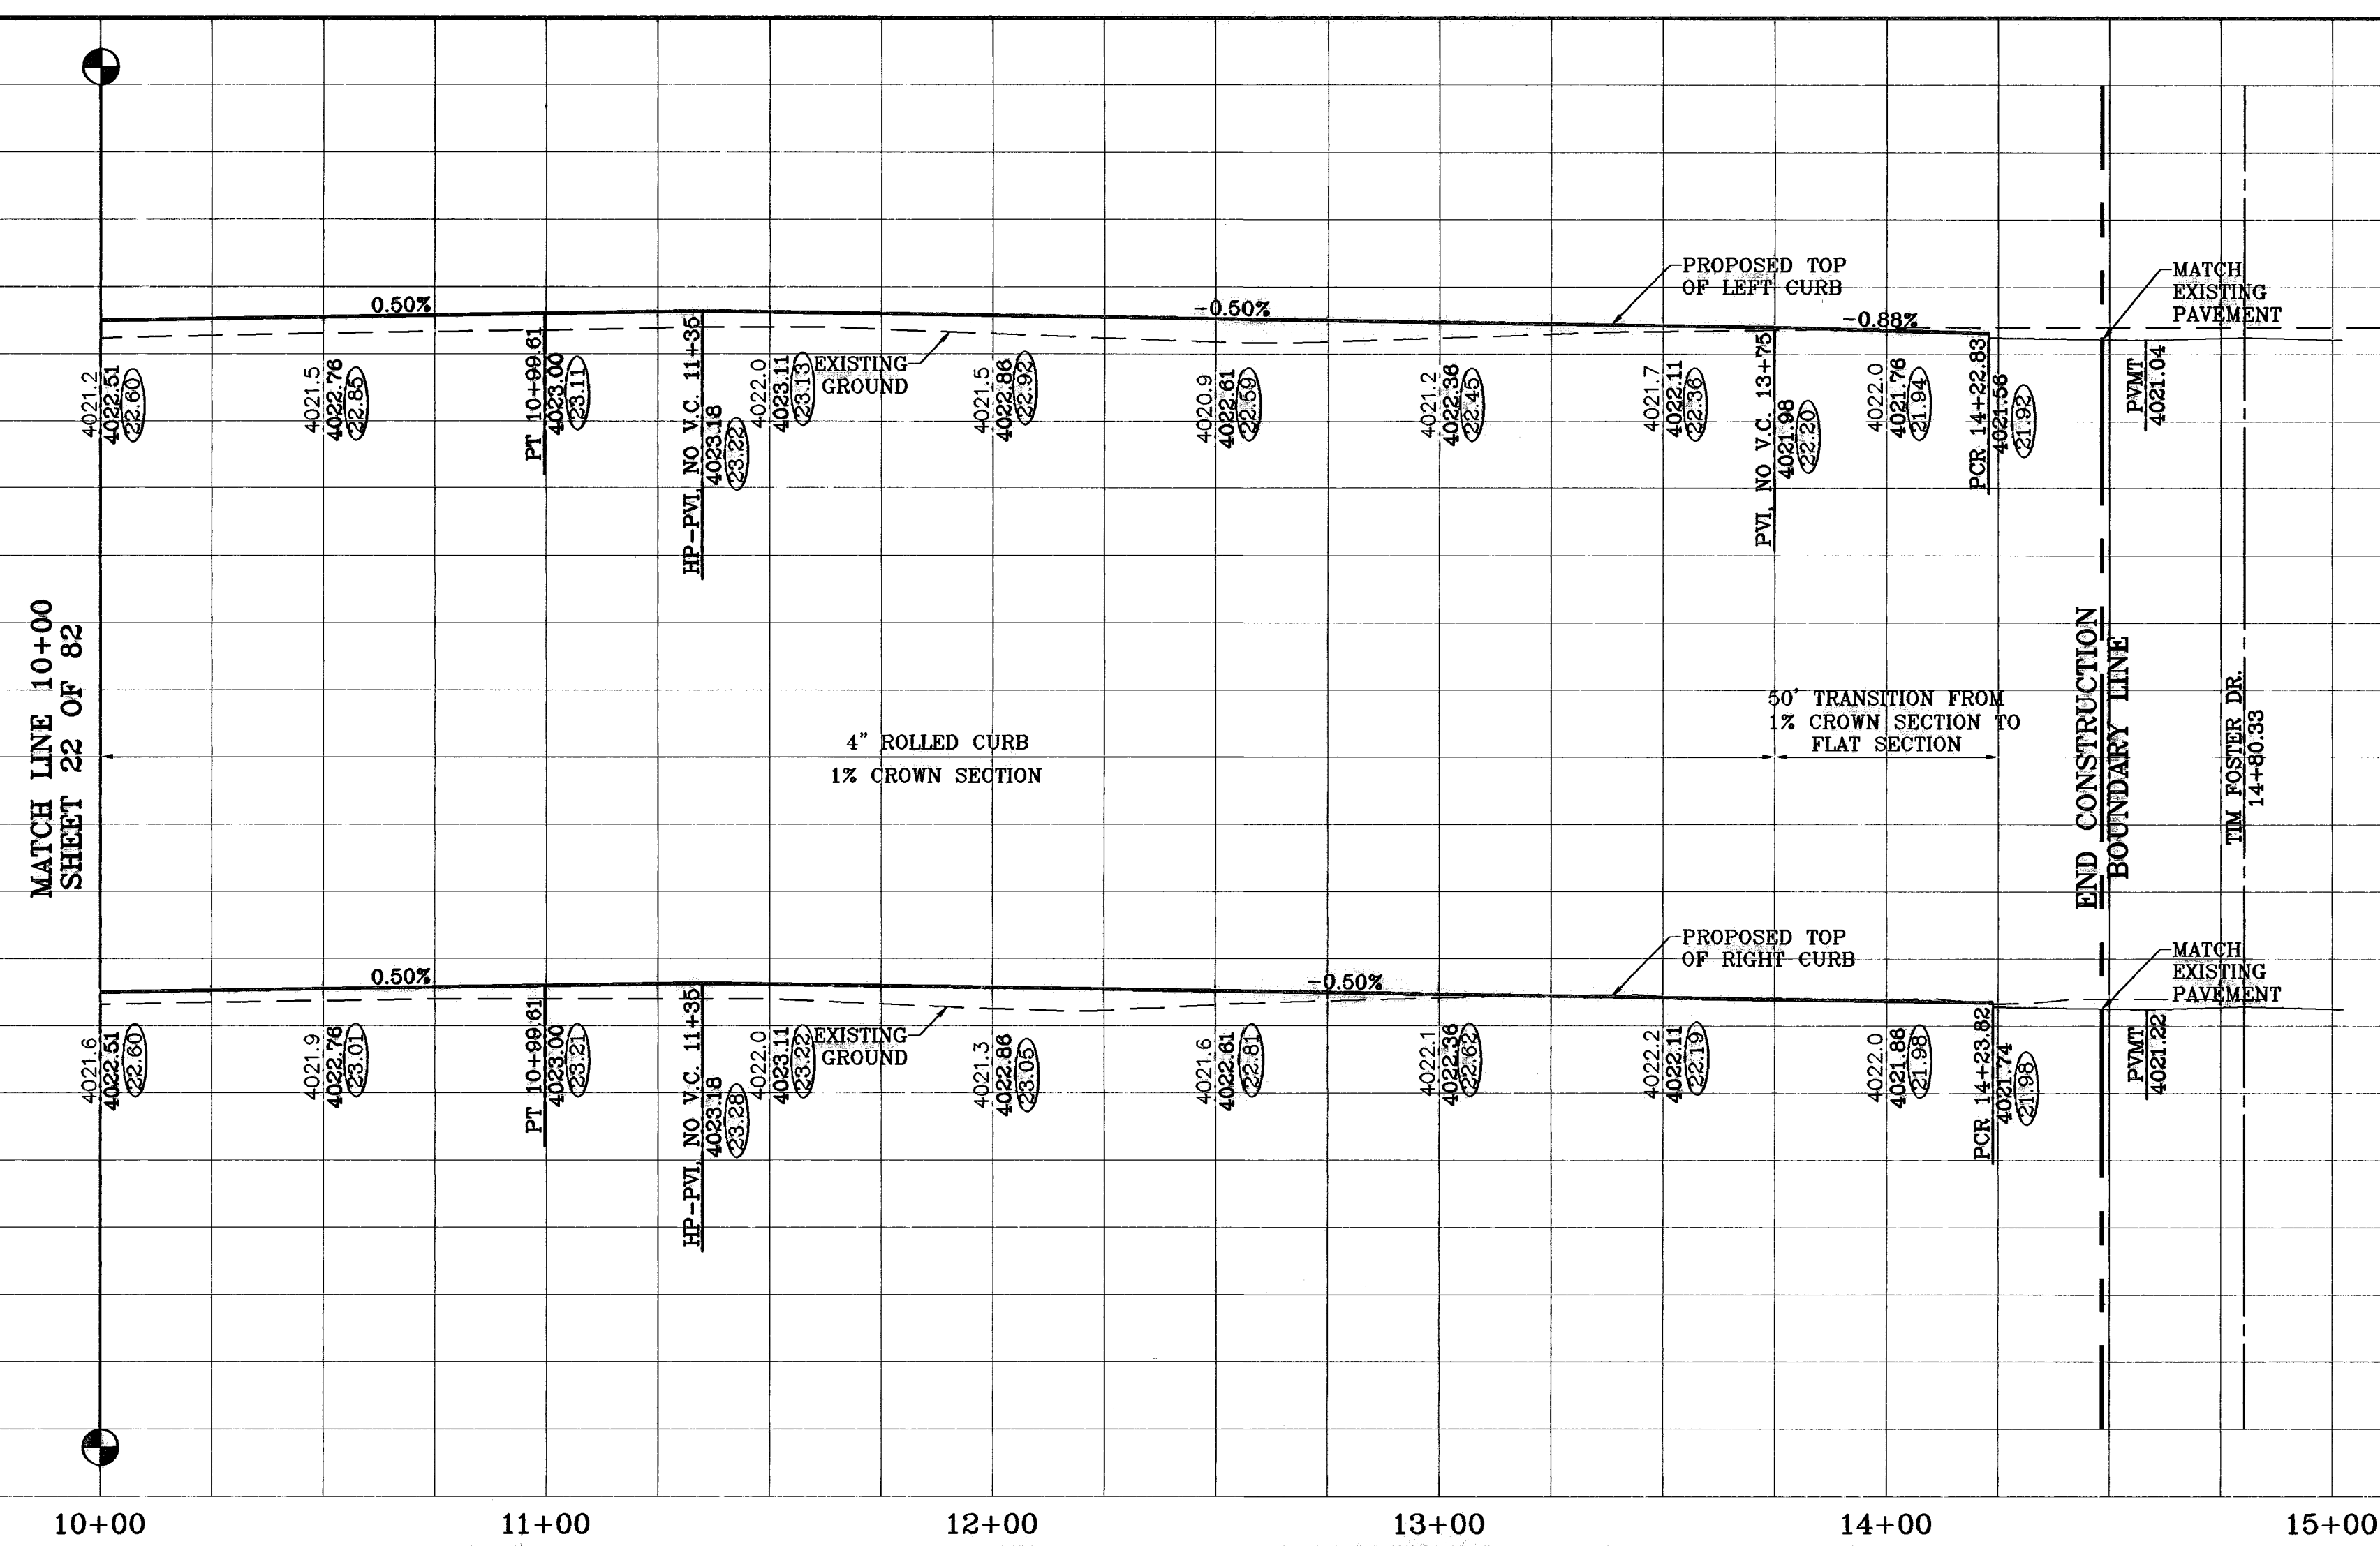 0.50%
-0.50%
-0.88%
PROPOSED TOP
OF LEFT CURB
MATCH
EXISTING
PAVEMENT
EXISTING
GROUND
4021.2
4022.51
22.60
4021.5
4022.76
22.85
PT 10+99.61
4023.00
23.11
HP-PVI, NO V.C. 11+35
4023.18
23.22
4022.0
4023.11
23.13
4021.5
4022.86
22.92
4020.9
4022.61
22.59
4021.2
4022.36
22.45
4021.7
4022.11
22.36
PVI, NO V.C. 13+75
4021.98
22.20
4022.0
4021.76
21.94
PCR 14+22.83
4021.56
21.92
PVMT
4021.04
MATCH LINE 10+00
SHEET 22 OF 82
4" ROLLED CURB
1% CROWN SECTION
50' TRANSITION FROM
1% CROWN SECTION TO
FLAT SECTION
END CONSTRUCTION
BOUNDARY LINE
TIM FOSTER DR.
14+80.33
0.50%
-0.50%
PROPOSED TOP
OF RIGHT CURB
MATCH
EXISTING
PAVEMENT
EXISTING
GROUND
4021.6
4022.51
22.60
4021.9
4022.76
23.01
PT 10+99.61
4023.00
23.21
HP-PVI, NO V.C. 11+35
4023.18
23.28
4022.0
4023.11
23.22
4021.3
4022.86
23.05
4021.6
4022.61
22.81
4022.1
4022.36
22.62
4022.2
4022.11
22.19
4022.0
4021.86
21.98
PCR 14+23.82
4021.74
21.98
PVMT
4021.22
10+00
11+00
12+00
13+00
14+00
15+00